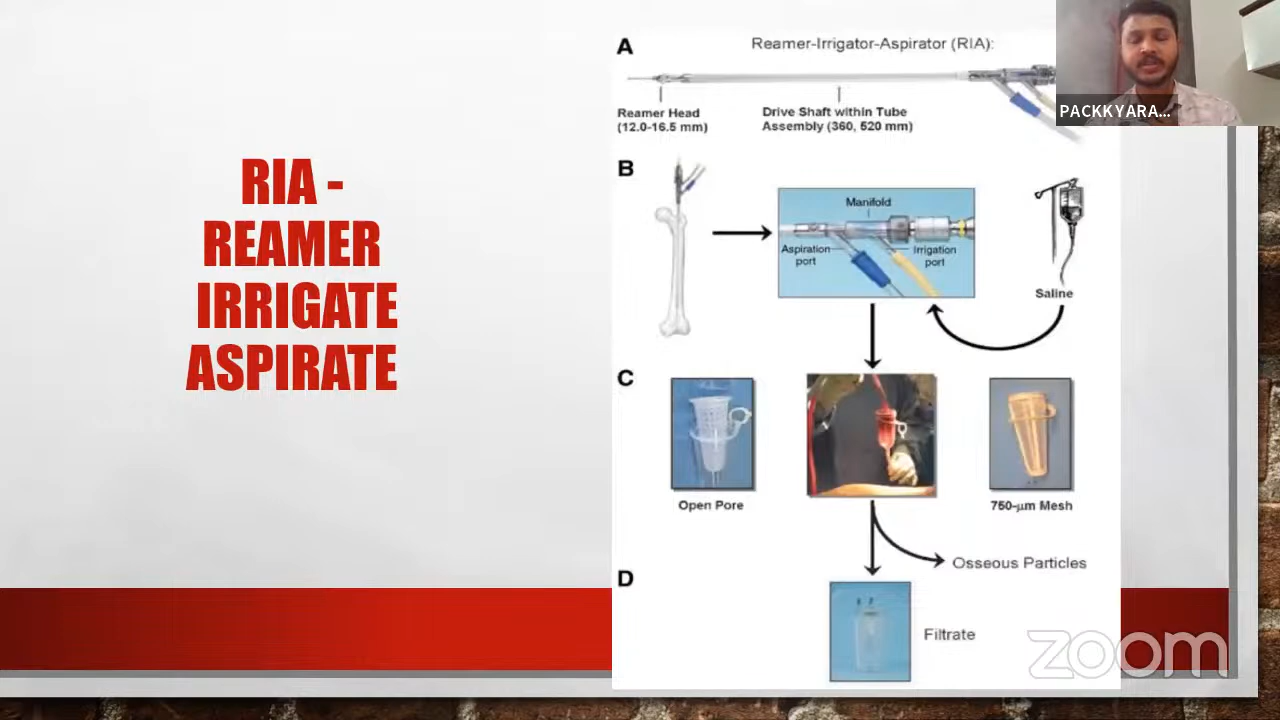 RIA -
REAMER
IRRIGATE
ASPIRATE
A
Reamer-Irrigator-Aspirator (RIA):
Reamer Head
(12.0-16.5 mm)
Drive Shaft within Tube
Assembly (360, 520 mm)
PACKKYARA...
B
Manifold
Aspiration
port
Irrigation
port
Saline
C
Open Pore
750-μm Mesh
Osseous Particles
D
Filtrate
zoom